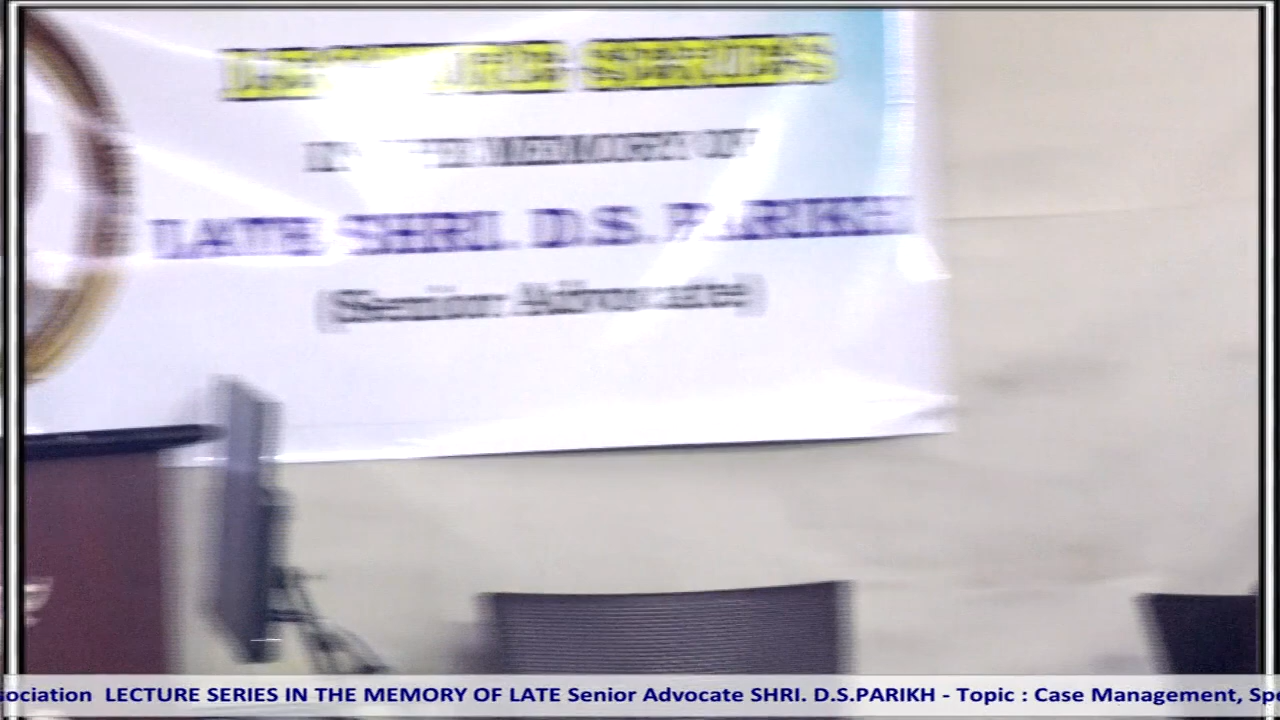 LECTURE SERIES
IN THE MEMORY OF
LATE SHRI. D.S. PARIKH
(Senior Advocate)
sociation LECTURE SERIES IN THE MEMORY OF LATE Senior Advocate SHRI. D.S.PARIKH - Topic : Case Management, Spe